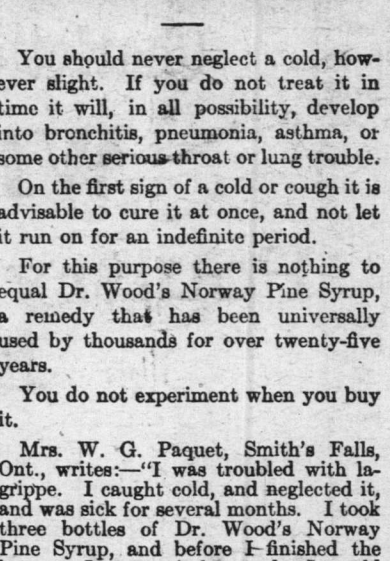 You should never neglect a cold, how-
ever slight. If you do not treat it in
time it will, in all possibility, develop
into bronchitis, pneumonia, asthma, or
some other serious throat or lung trouble.
On the first sign of a cold or cough it is
advisable to cure it at once, and not let
it run on for an indefinite period.
For this purpose there is nothing to
equal Dr. Wood's Norway Pine Syrup,
a remedy that has been universally
used by thousands for over twenty-five
years.
You do not experiment when you buy
it.
Mrs. W. G. Paquet, Smith's Falls,
Ont., writes:—"I was troubled with la-
grippe. I caught cold, and neglected it,
and was sick for several months. I took
three bottles of Dr. Wood's Norway
Pine Syrup, and before I finished the